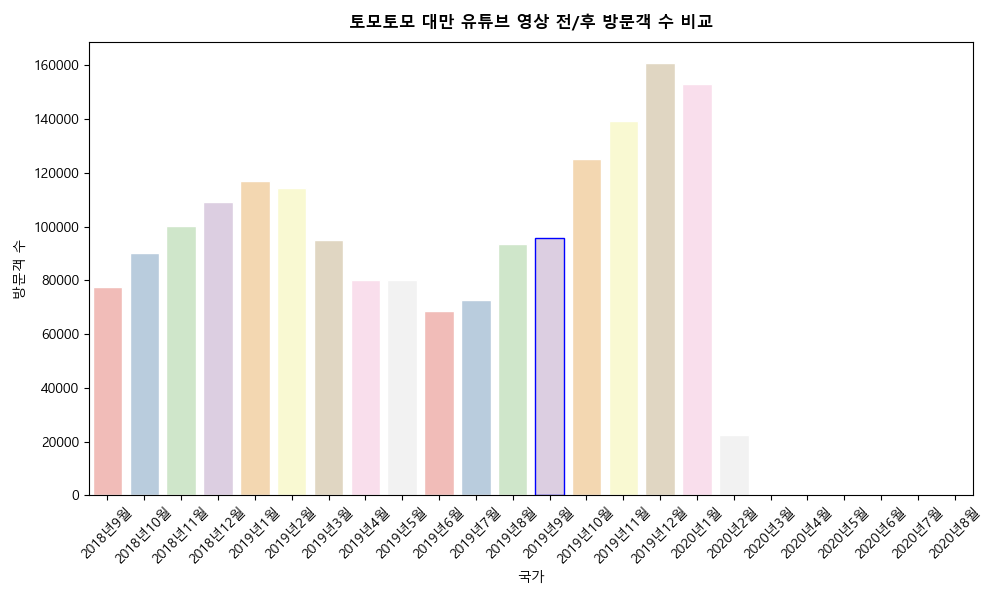 토모토모 대만 유튜브 영상 전/후 방문객 수 비교
방문객 수
160000
140000
120000
100000
80000
60000
40000
20000
0
2018년9월
2018년10월
2018년11월
2018년12월
2019년1월
2019년2월
2019년3월
2019년4월
2019년5월
2019년6월
2019년7월
2019년8월
2019년9월
2019년10월
2019년11월
2019년12월
2020년1월
2020년2월
2020년3월
2020년4월
2020년5월
2020년6월
2020년7월
2020년8월
국가